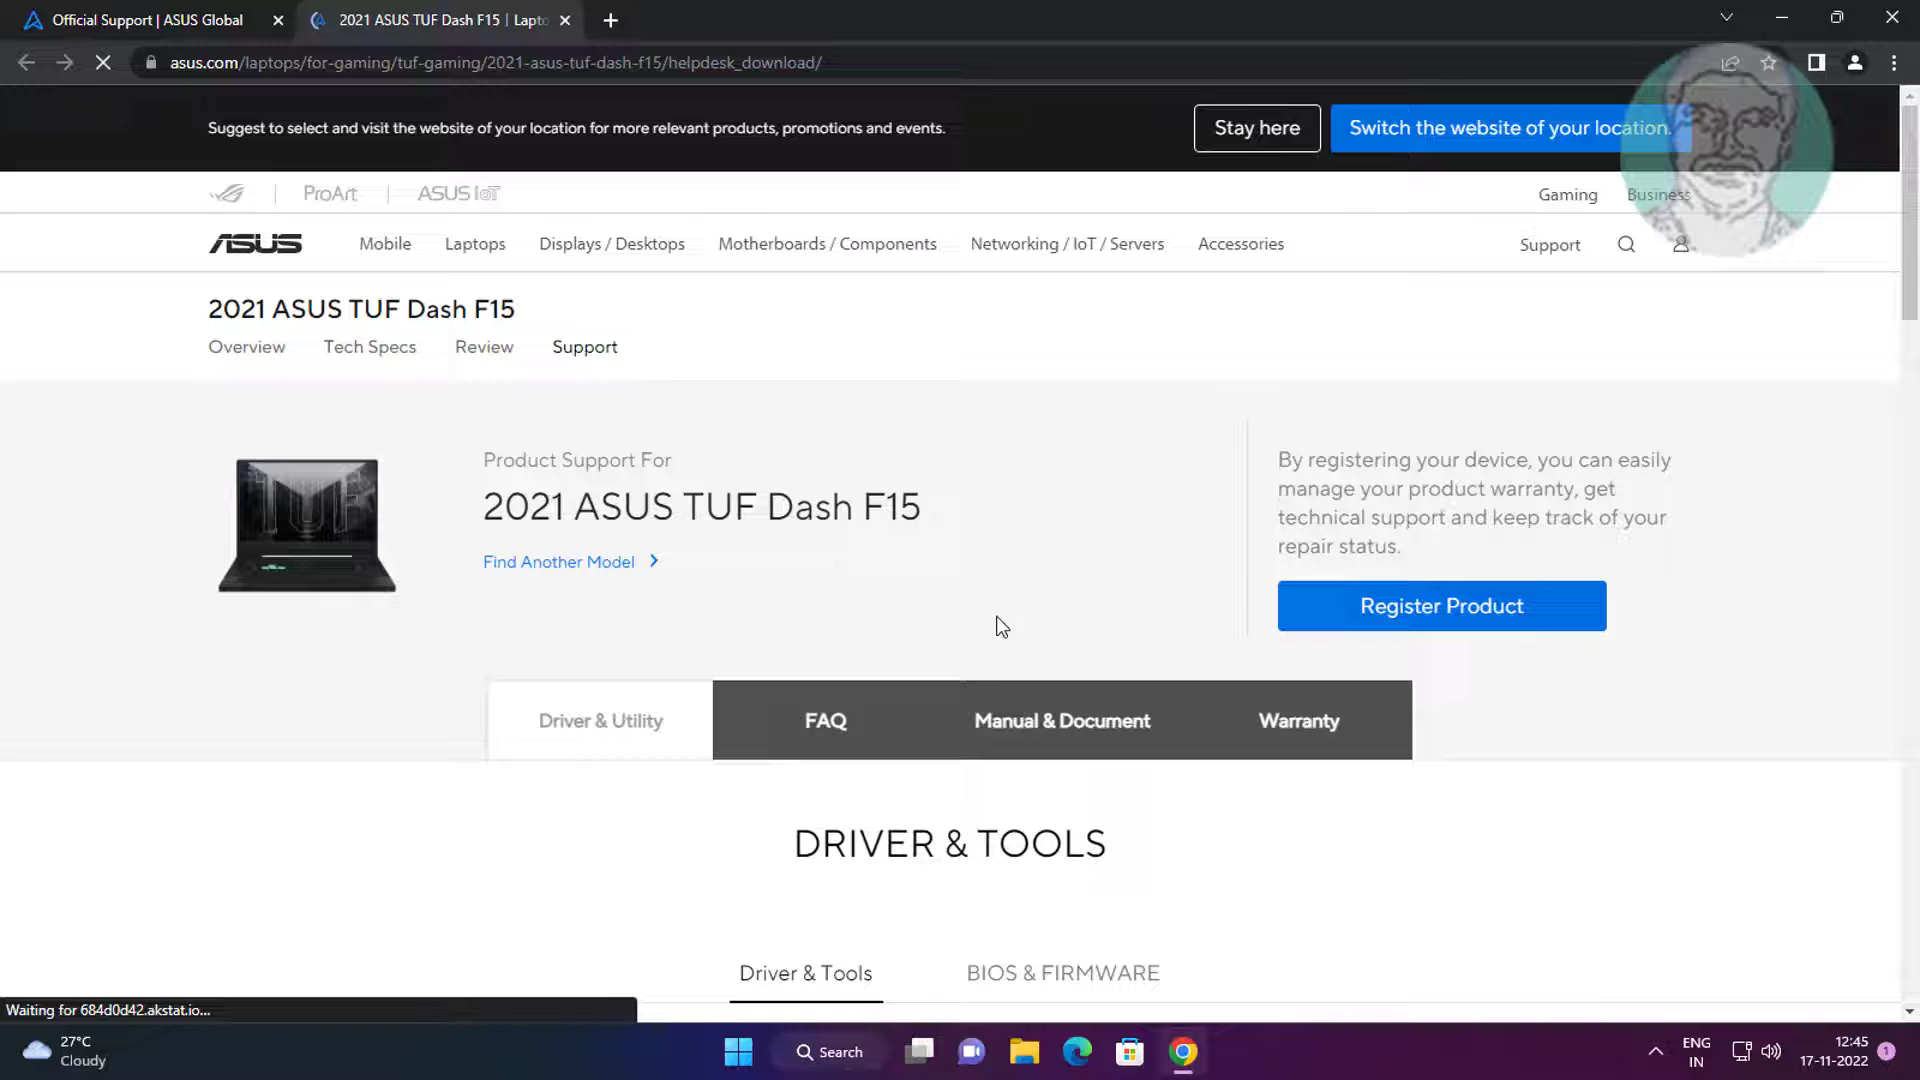 Official Support | ASUS Global
2021 ASUS TUF Dash F15 | Lapto
asus.com/laptops/for-gaming/tuf-gaming/2021-asus-tuf-dash-f15/helpdesk_download/
Suggest to select and visit the website of your location for more relevant products, promotions and events.
Stay here
Switch the website of your location.
ProArt
ASUS IoT
Gaming
Business
ASUS
Mobile
Laptops
Displays / Desktops
Motherboards / Components
Networking / IoT / Servers
Accessories
Support
2021 ASUS TUF Dash F15
Overview
Tech Specs
Review
Support
Product Support For
2021 ASUS TUF Dash F15
Find Another Model
By registering your device, you can easily
manage your product warranty, get
technical support and keep track of your
repair status.
Register Product
Driver & Utility
FAQ
Manual & Document
Warranty
DRIVER & TOOLS
Driver & Tools
BIOS & FIRMWARE
Waiting for 684d0d42.akstat.io...
27°C
Cloudy
Search
ENG
IN
12:45
17-11-2022
1